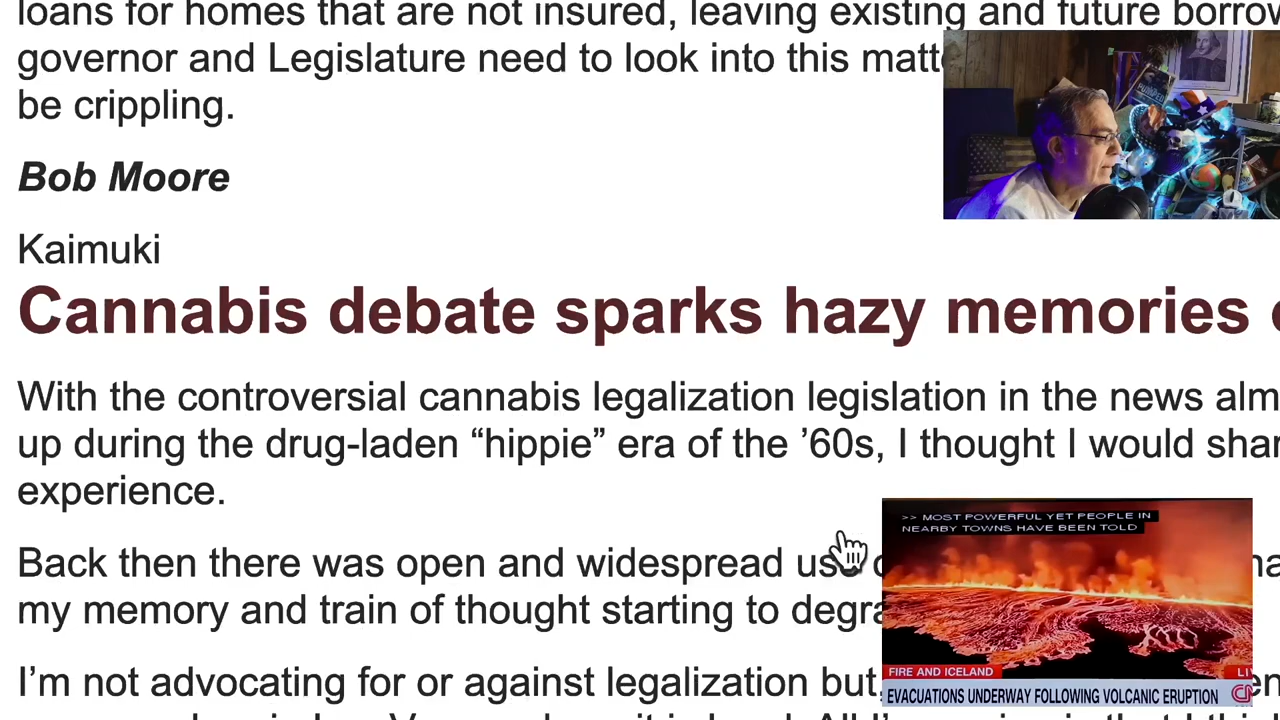 loans for homes that are not insured, leaving existing and future
governor and Legislature need to look into this
be crippling.
Bob Moore
Kaimuki
Cannabis debate sparks hazy memories
With the controversial cannabis legalization legislation in the news
up during the drug-laden “hippie” era of the ’60s, I thought I would
experience.
Back then there was open and widespread use
my memory and train of thought starting to
>> MOST POWERFUL YET PEOPLE IN
NEARBY TOWNS HAVE BEEN TOLD
I’m not advocating for or against legalization but,
FIRE AND ICELAND
EVACUATIONS UNDERWAY FOLLOWING VOLCANIC ERUPTION